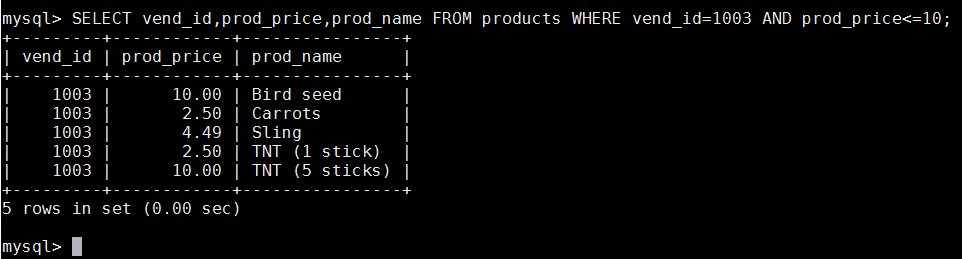 mysql> SELECT vend_id,prod_price,prod_name FROM products WHERE vend_id=1003 AND prod_price<=10;
+---------+------------+----------------+
| vend_id | prod_price | prod_name      |
+---------+------------+----------------+
|    1003 |      10.00 | Bird seed      |
|    1003 |       2.50 | Carrots        |
|    1003 |       4.49 | Sling          |
|    1003 |       2.50 | TNT (1 stick)  |
|    1003 |      10.00 | TNT (5 sticks) |
+---------+------------+----------------+
5 rows in set (0.00 sec)
mysql>